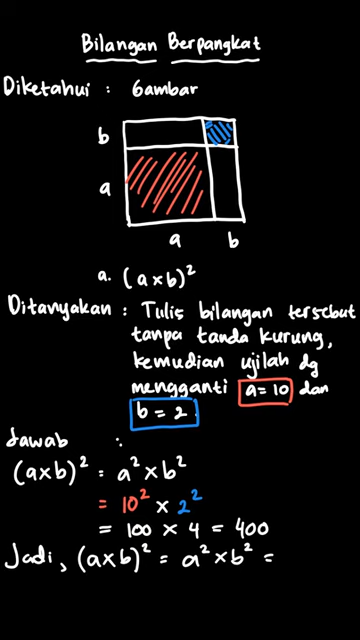 Bilangan Berpangkat
Diketahui : Gambar
b
a
a b
a. (a×b)²
Ditanyakan : Tulis bilangan tersebut
tanpa tanda kurung,
kemudian ujilah dg
mengganti a = 10 dan
b = 2
Jawab :
(a×b)² = a² × b²
= 10² × 2²
= 100 × 4 = 400
Jadi, (a×b)² = a² × b² =